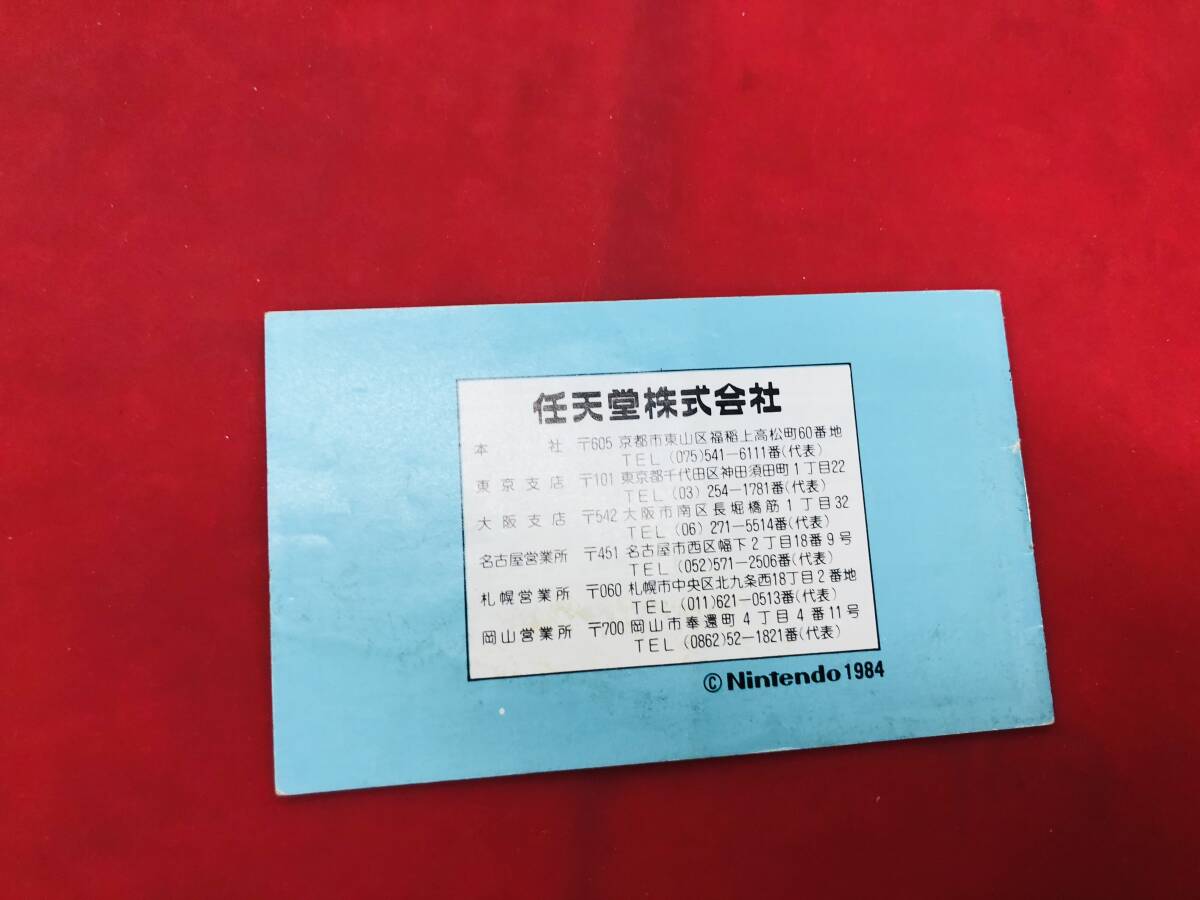 任天堂株式会社
本社 〒605 京都市東山区福稲上高松町60番地
TEL (075)541-6111番(代表)
東京支店 〒101 東京都千代田区神田須田町1丁目22
TEL (03) 254-1781番(代表)
大阪支店 〒542 大阪市南区長堀橋筋1丁目32
TEL (06) 271-5514番(代表)
名古屋営業所 〒451 名古屋市西区幅下2丁目18番9号
TEL (052)571-2506番(代表)
札幌営業所 〒060 札幌市中央区北九条西18丁目2番地
TEL (011)621-0513番(代表)
岡山営業所 〒700 岡山市奉還町4丁目4番11号
TEL (0862)52-1821番(代表)
©Nintendo 1984